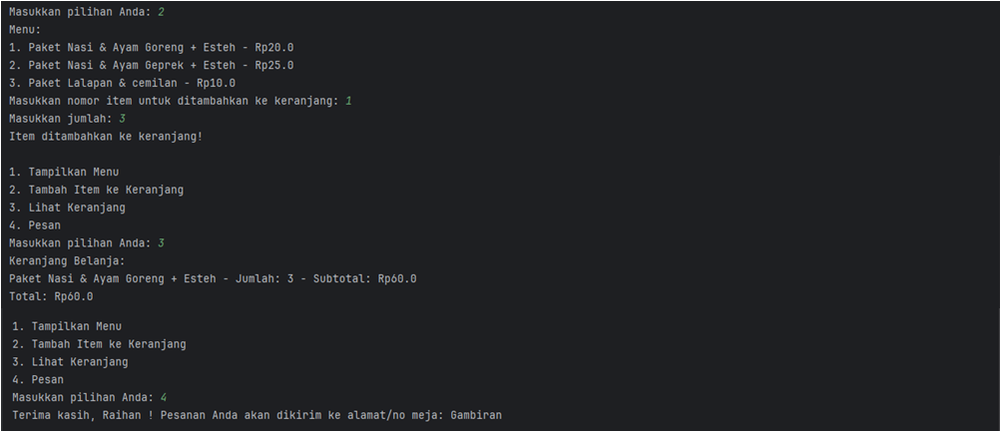 Masukkan pilihan Anda: 2
Menu:
1. Paket Nasi & Ayam Goreng + Esteh - Rp20.0
2. Paket Nasi & Ayam Geprek + Esteh - Rp25.0
3. Paket Lalapan & cemilan - Rp10.0
Masukkan nomor item untuk ditambahkan ke keranjang: 1
Masukkan jumlah: 3
Item ditambahkan ke keranjang!
1. Tampilkan Menu
2. Tambah Item ke Keranjang
3. Lihat Keranjang
4. Pesan
Masukkan pilihan Anda: 3
Keranjang Belanja:
Paket Nasi & Ayam Goreng + Esteh - Jumlah: 3 - Subtotal: Rp60.0
Total: Rp60.0
1. Tampilkan Menu
2. Tambah Item ke Keranjang
3. Lihat Keranjang
4. Pesan
Masukkan pilihan Anda: 4
Terima kasih, Raihan ! Pesanan Anda akan dikirim ke alamat/no meja: Gambiran